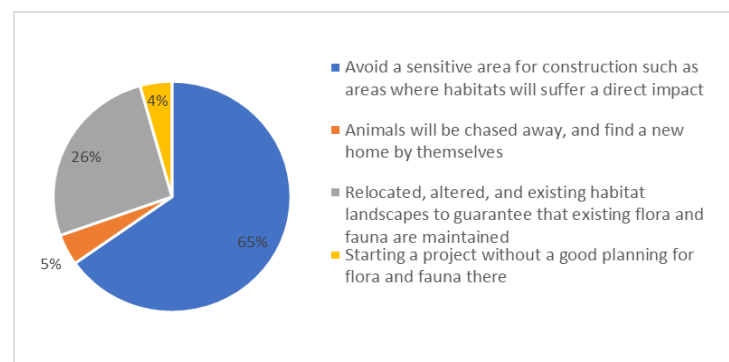 4%
26%
65%
5%
Avoid a sensitive area for construction such as
areas where habitats will suffer a direct impact
Animals will be chased away, and find a new
home by themselves
Relocated, altered, and existing habitat
landscapes to guarantee that existing flora and
fauna are maintained
Starting a project without a good planning for
flora and fauna there